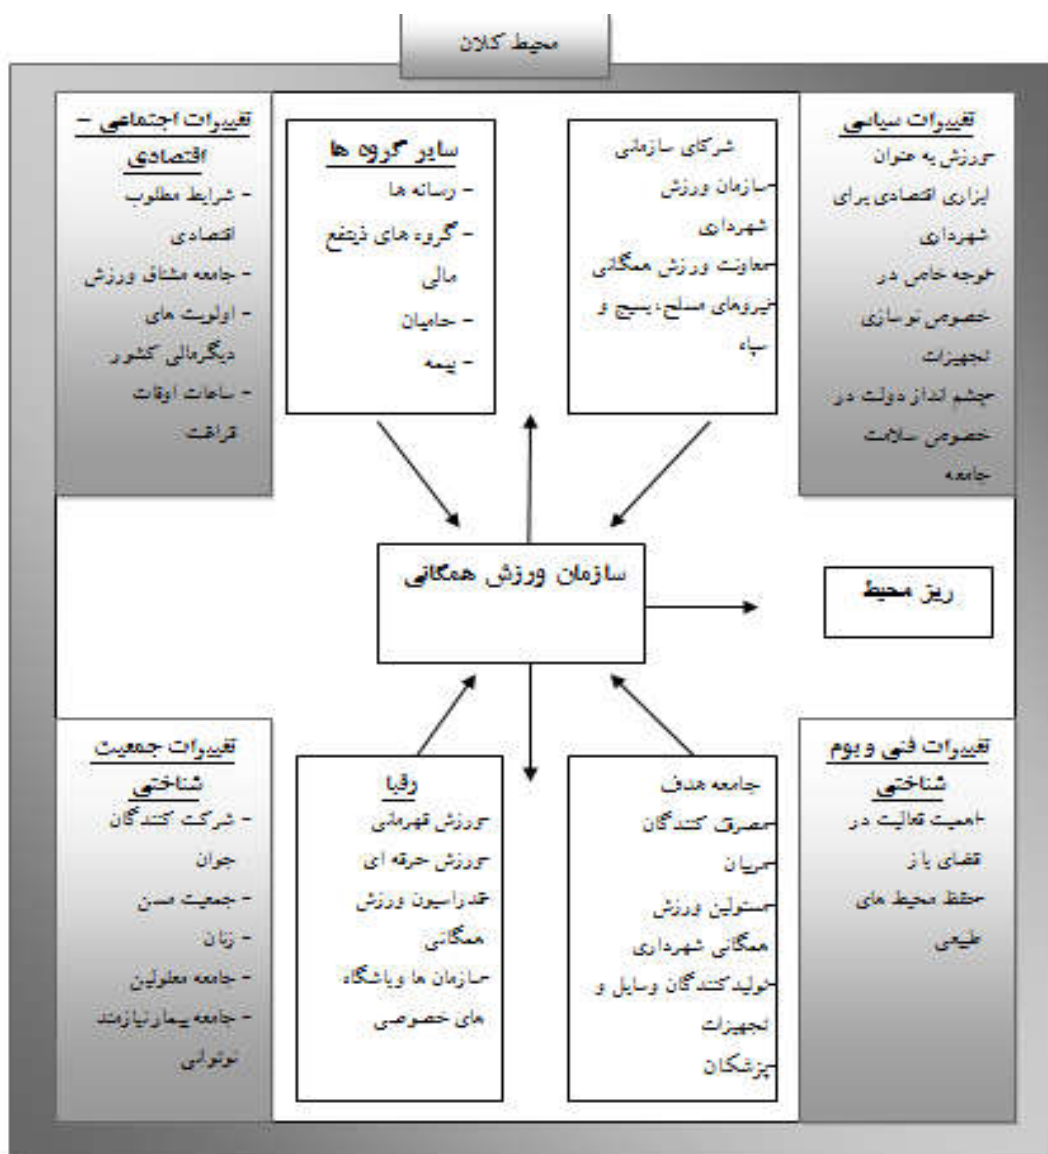 محیط کلان
تغییرات سیاسی
-ورزش به عنوان
ابزاری اقتصادی برای
شهرداری
-توجه خاص در
خصوص نوسازی
تجهیزات
-چشم انداز دولت در
خصوص سلامت
جامعه
شرکای سازمانی
-سازمان ورزش
شهرداری
-معاونت ورزش همگانی
-نیروهای مسلح، بسیج و
سپاه
سایر گروه ها
- رسانه ها
- گروه های ذینفع
مالی
- حامیان
- بیمه
تغییرات اجتماعی –
اقتصادی
- شرایط مطلوب
اقتصادی
- جامعه مشتاق ورزش
- اولویت های
دیگرمالی کشور
- ساعات اوقات
فراغت
سازمان ورزش همگانی
ریز محیط
تغییرات فنی و بوم
شناختی
-اهمیت فعالیت در
فضای باز
-حفظ محیط های
طبیعی
جامعه هدف
-مصرف کنندگان
-مربیان
-مسئولین ورزش
همگانی شهرداری
-تولیدکنندگان وسایل و
تجهیزات
-پزشکان
رقبا
-ورزش قهرمانی
-ورزش حرفه ای
-فدراسیون ورزش
همگانی
-سازمان ها وباشگاه
های خصوصی
تغییرات جمعیت
شناختی
- شرکت کنندگان
جوان
- جمعیت مسن
- زنان
- جامعه معلولین
- جامعه بیمارنیازمند
نوتوانی